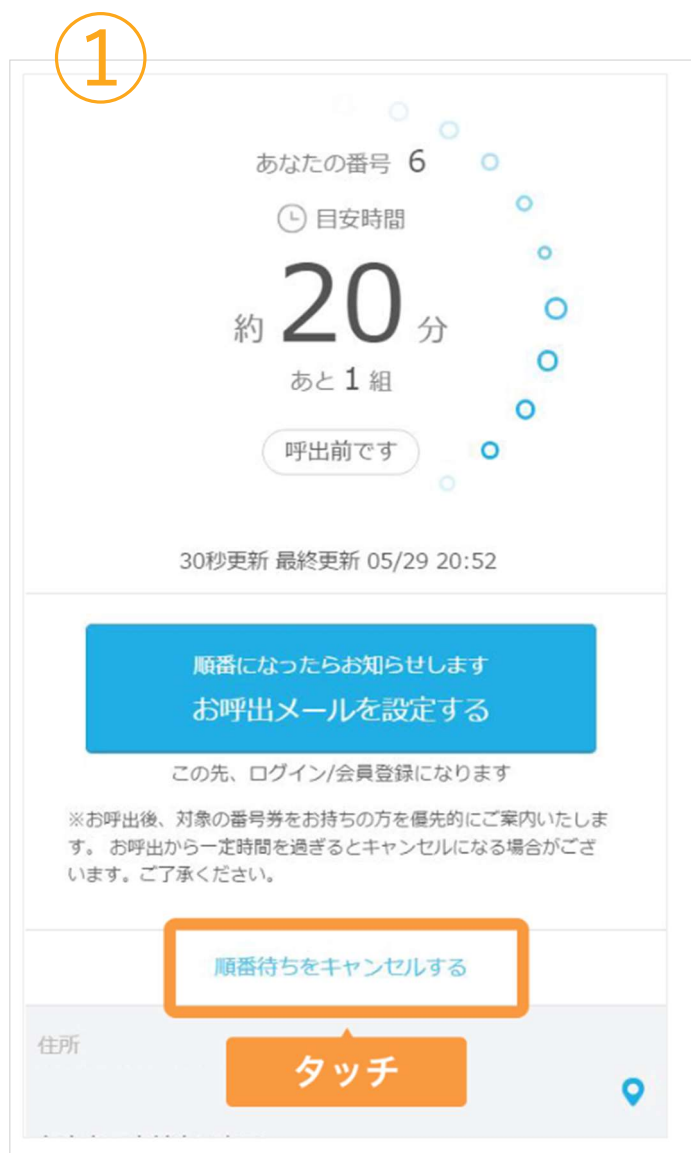 ①
あなたの番号 6
目安時間
約 20 分
あと 1 組
呼出前です
30秒更新 最終更新 05/29 20:52
順番になったらお知らせします
お呼出メールを設定する
この先、ログイン/会員登録になります
※お呼出後、対象の番号券をお持ちの方を優先的にご案内いたしま
す。 お呼出から一定時間を過ぎるとキャンセルになる場合がござ
います。ご了承ください。
順番待ちをキャンセルする
タッチ
住所